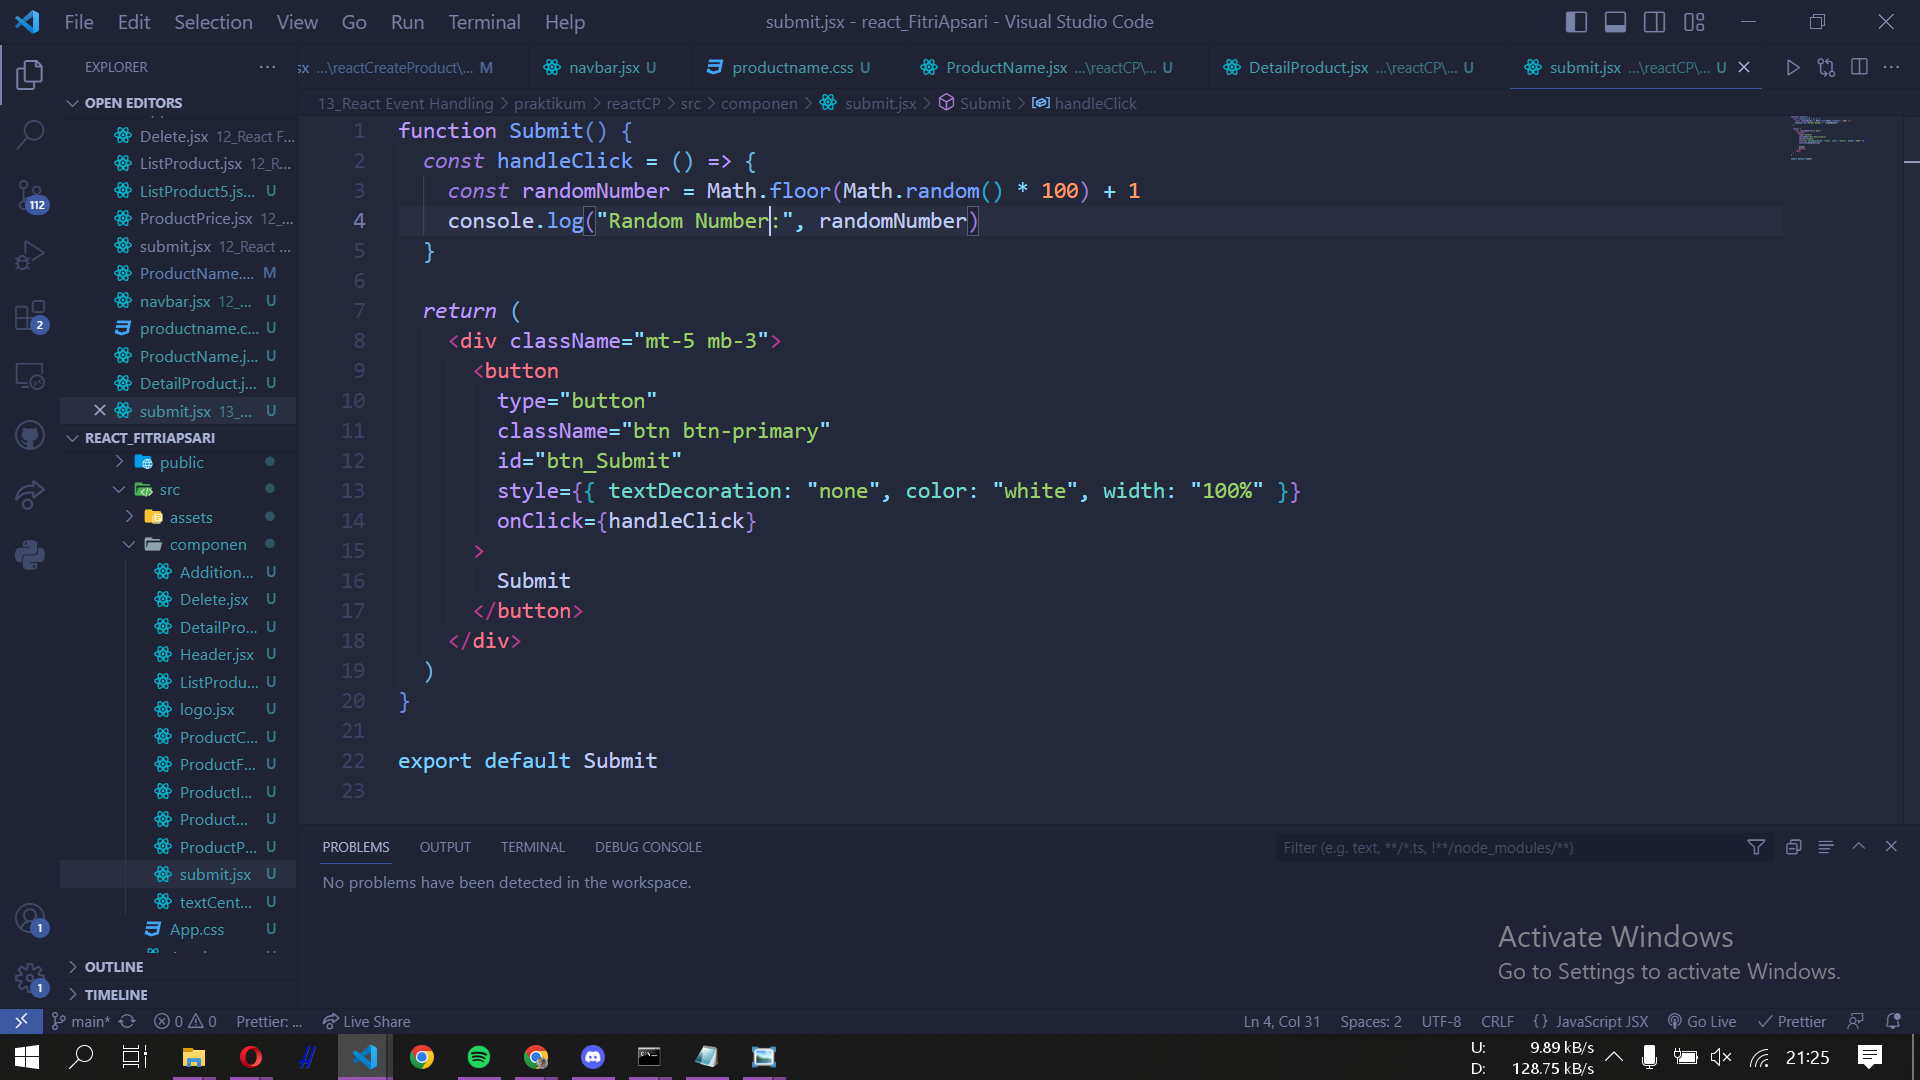 File Edit Selection View Go Run Terminal Help
submit.jsx - react_FitriApsari - Visual Studio Code
EXPLORER
sx ...\reactCreateProduct\... M
navbar.jsx U
productname.css U
ProductName.jsx ...\reactCP\... U
DetailProduct.jsx ...\reactCP\... U
submit.jsx ...\reactCP\... U
13_React Event Handling > praktikum > reactCP > src > componen > submit.jsx > Submit > handleClick
OPEN EDITORS
Delete.jsx 12_React F...
ListProduct.jsx 12_R...
ListProduct5.js... U
ProductPrice.jsx 12_...
submit.jsx 12_React ...
ProductName.... M
navbar.jsx 12_... U
productname.c... U
ProductName.j... U
DetailProduct.j... U
submit.jsx 13_... U
REACT_FITRIAPSARI
public
src
assets
componen
Addition... U
Delete.jsx U
DetailPro... U
Header.jsx U
ListProdu... U
logo.jsx U
ProductC... U
ProductF... U
ProductI... U
Product... U
ProductP... U
submit.jsx U
textCent... U
App.css U
OUTLINE
TIMELINE
112
2
1
1
1 function Submit() {
2 const handleClick = () => {
3 const randomNumber = Math.floor(Math.random() * 100) + 1
4 console.log("Random Number:", randomNumber)
5 }
6
7 return (
8 <div className="mt-5 mb-3">
9 <button
10 type="button"
11 className="btn btn-primary"
12 id="btn_Submit"
13 style={{ textDecoration: "none", color: "white", width: "100%" }}
14 onClick={handleClick}
15 >
16 Submit
17 </button>
18 </div>
19 )
20 }
21
22 export default Submit
23
PROBLEMS OUTPUT TERMINAL DEBUG CONSOLE
Filter (e.g. text, **/*.ts, !**/node_modules/**)
No problems have been detected in the workspace.
Activate Windows
Go to Settings to activate Windows.
main* 0 0 Prettier: ... Live Share
Ln 4, Col 31 Spaces: 2 UTF-8 CRLF {} JavaScript JSX Go Live Prettier
U: 9.89 kB/s
D: 128.75 kB/s
21:25